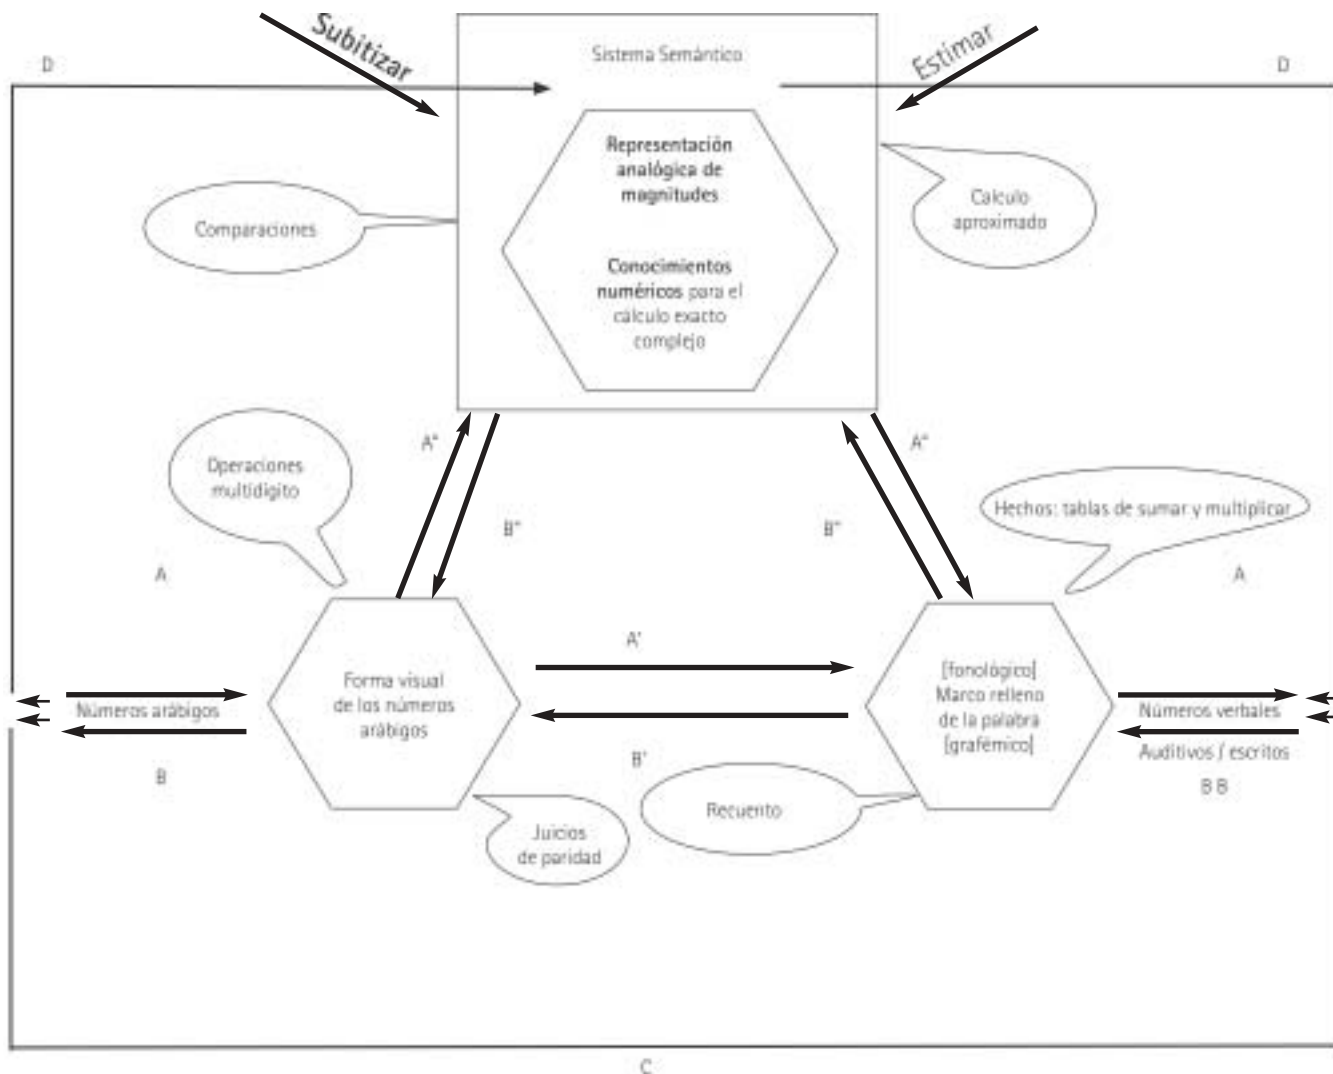 Subitizar
Sistema Semántico
Estimar
D
D
Representación
analógica de
magnitudes
Comparaciones
Calculo
aproximado
Conocimientos
numéricos para el
cálculo exacto
complejo
A"
A"
Operaciones
multidígito
Hechos: tablas de sumar y multiplicar
B"
B"
A
A
A'
Forma visual
de los números
arábigos
[fonológico]
Marco relleno
de la palabra
[grafémico]
Números arábigos
Números verbales
Auditivos / escritos
B
B'
B B
Recuento
Juicios
de paridad
C